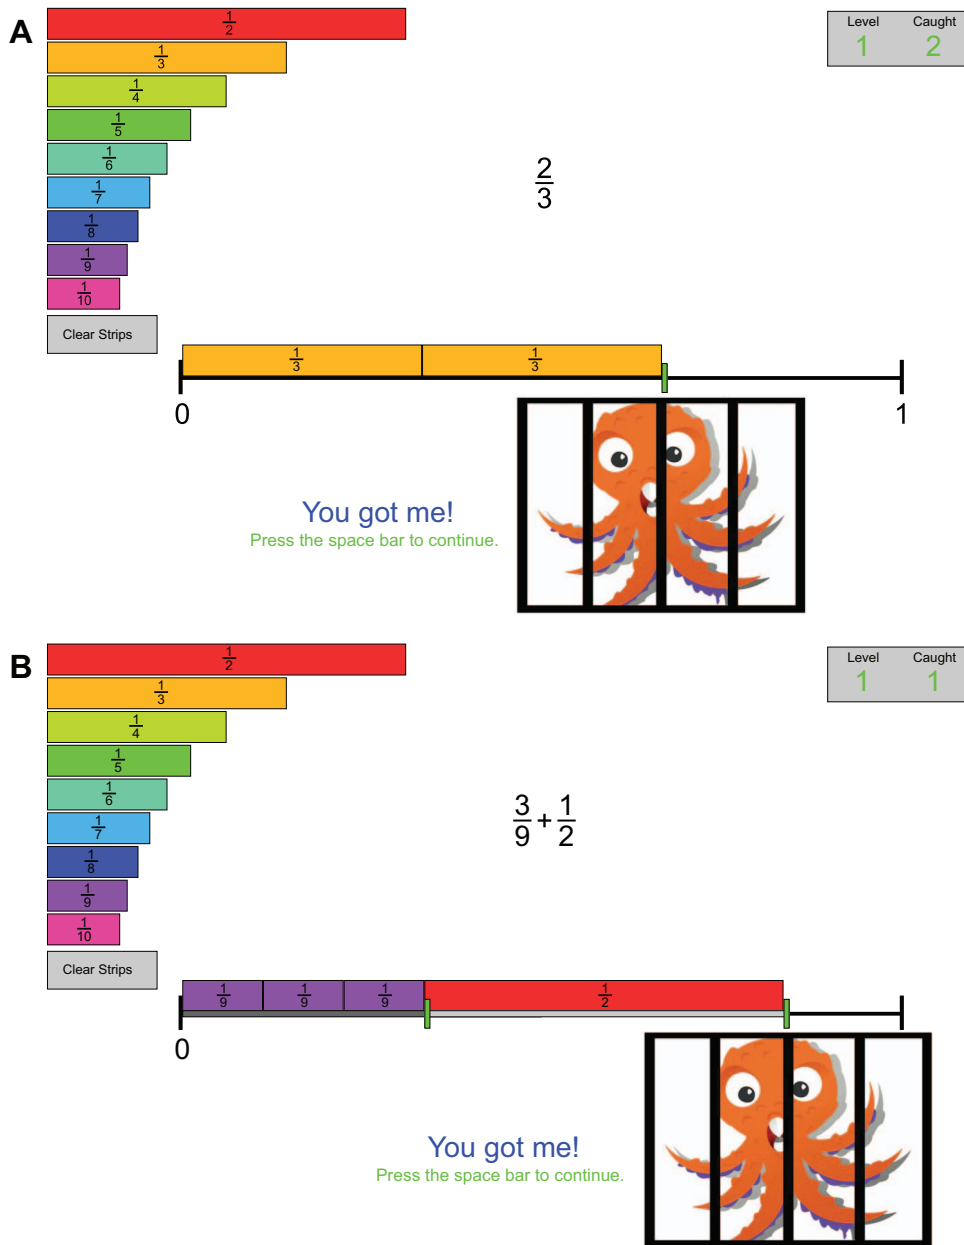 A
1/2
1/3
1/4
1/5
1/6
1/7
1/8
1/9
1/10
Clear Strips
Level Caught
1 2
2/3
1/3 1/3
0 1
You got me!
Press the space bar to continue.
B
1/2
1/3
1/4
1/5
1/6
1/7
1/8
1/9
1/10
Clear Strips
Level Caught
1 1
3/9 + 1/2
1/9 1/9 1/9 1/2
0
You got me!
Press the space bar to continue.